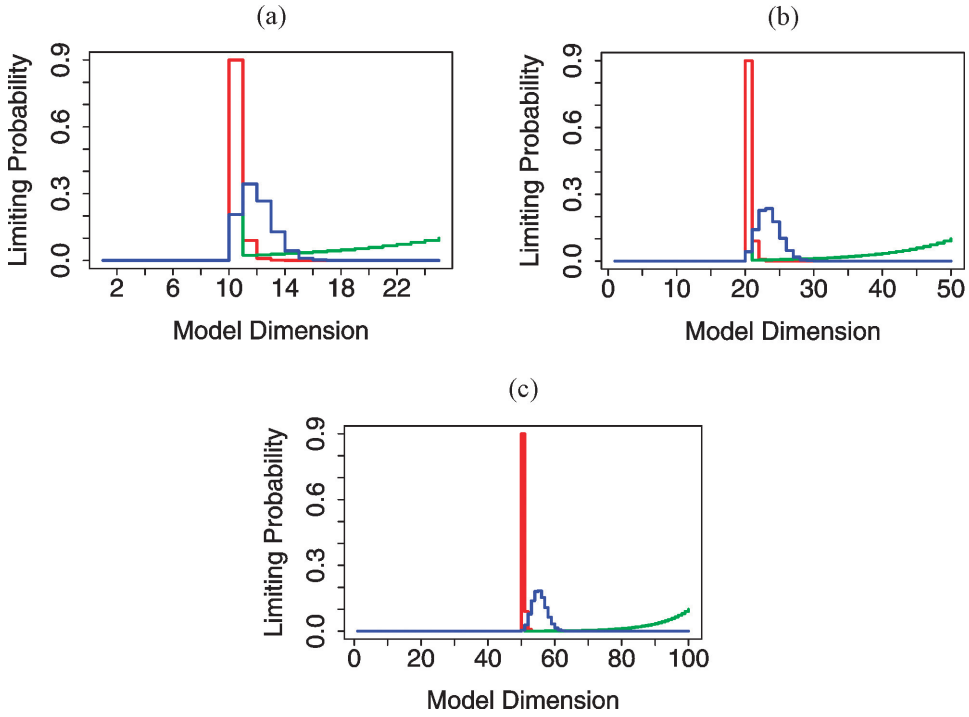 (a)
Limiting Probability
0.0 0.3 0.6 0.9
2 6 10 14 18 22
Model Dimension
(b)
Limiting Probability
0.0 0.3 0.6 0.9
0 10 20 30 40 50
Model Dimension
(c)
Limiting Probability
0.0 0.3 0.6 0.9
0 20 40 60 80 100
Model Dimension